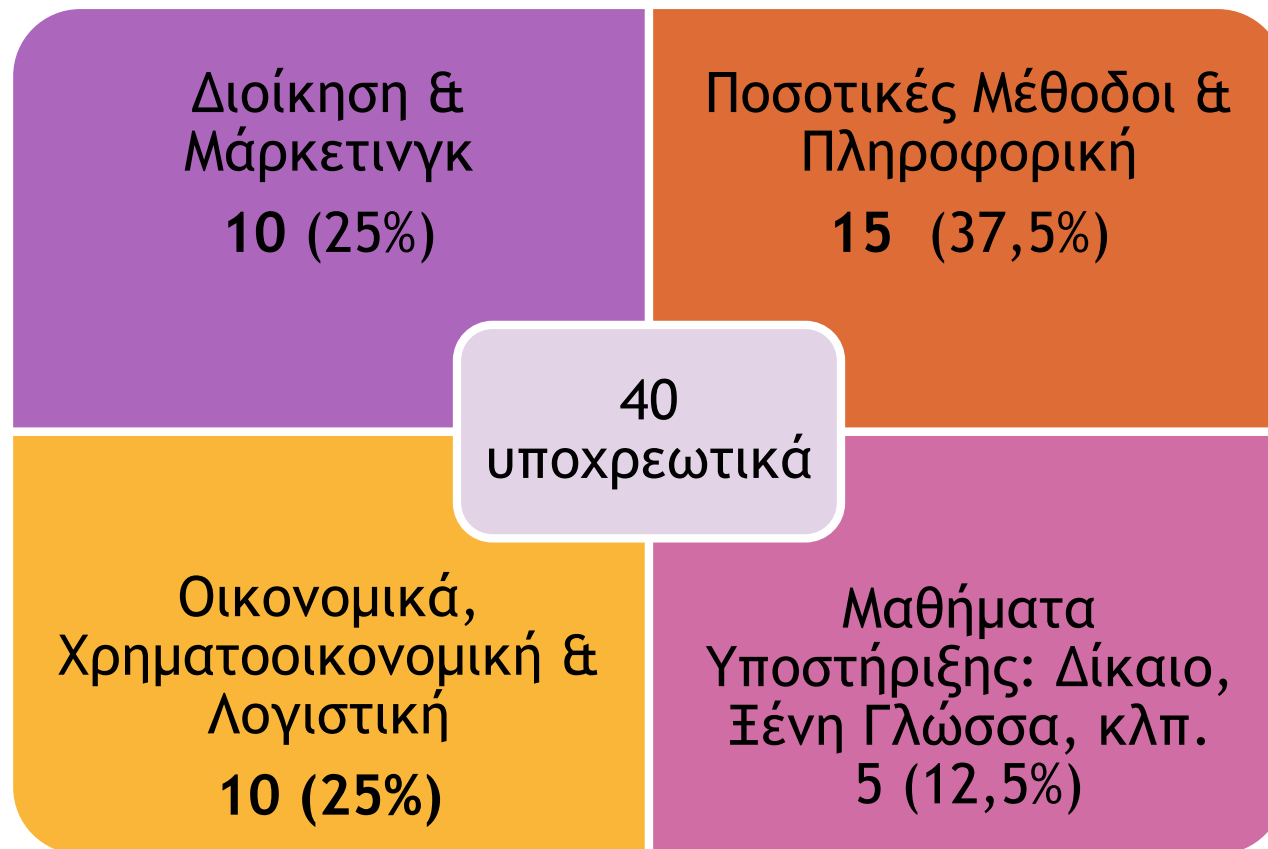 Διοίκηση &
Μάρκετινγκ
10 (25%)
Ποσοτικές Μέθοδοι &
Πληροφορική
15 (37,5%)
40
υποχρεωτικά
Οικονομικά,
Χρηματοοικονομική &
Λογιστική
10 (25%)
Μαθήματα
Υποστήριξης: Δίκαιο,
Ξένη Γλώσσα, κλπ.
5 (12,5%)